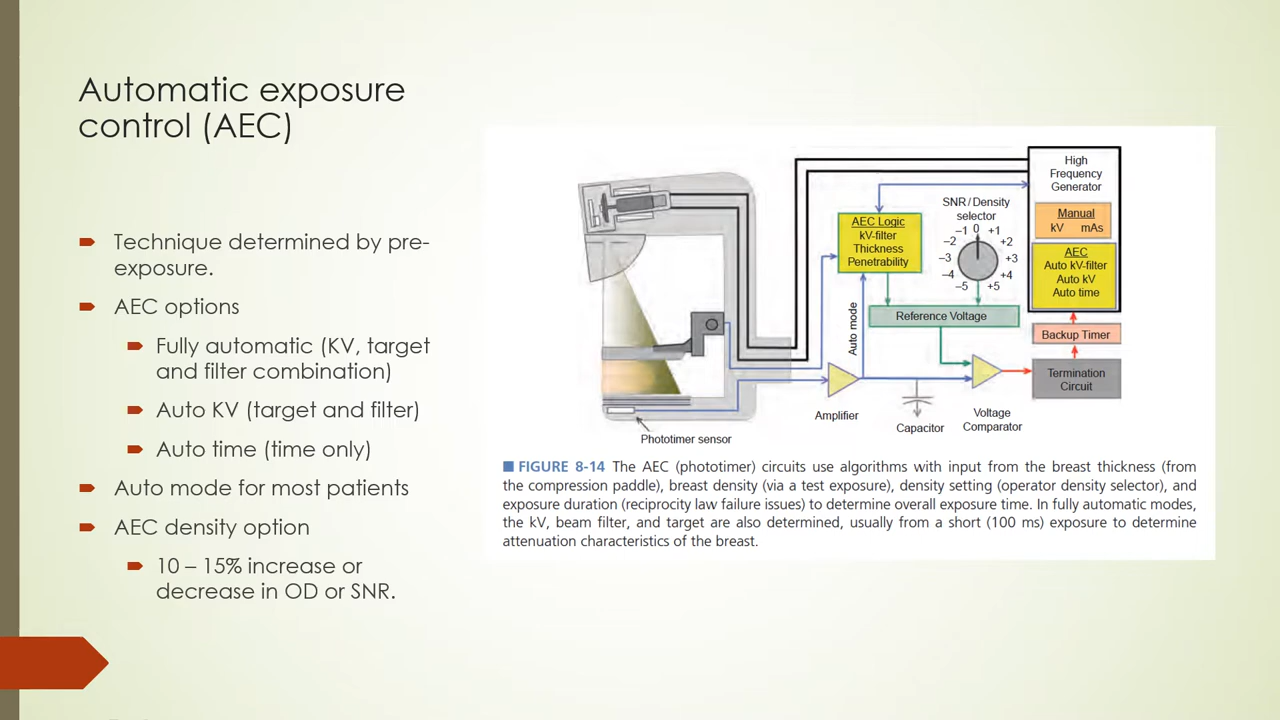 Automatic exposure
control (AEC)
Technique determined by pre-
exposure.
AEC options
Fully automatic (KV, target
and filter combination)
Auto KV (target and filter)
Auto time (time only)
Auto mode for most patients
AEC density option
10 – 15% increase or
decrease in OD or SNR.
High
Frequency
Generator
Manual
kV mAs
AEC
Auto kV-filter
Auto kV
Auto time
Backup Timer
Termination
Circuit
SNR/Density
selector
−1 0 +1
−2 +2
−3 +3
−4 +4
−5 +5
AEC Logic
kV-filter
Thickness
Penetrability
Reference Voltage
Auto mode
Amplifier
Capacitor
Voltage
Comparator
Phototimer sensor
FIGURE 8-14 The AEC (phototimer) circuits use algorithms with input from the breast thickness (from
the compression paddle), breast density (via a test exposure), density setting (operator density selector), and
exposure duration (reciprocity law failure issues) to determine overall exposure time. In fully automatic modes,
the kV, beam filter, and target are also determined, usually from a short (100 ms) exposure to determine
attenuation characteristics of the breast.